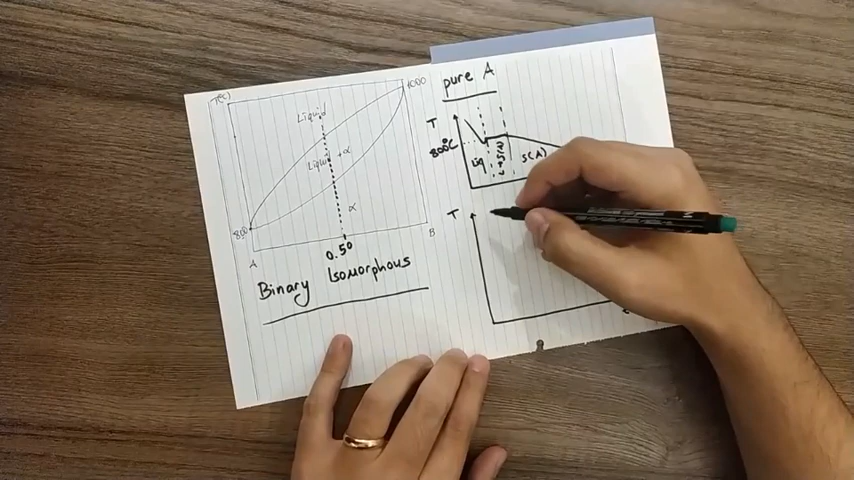 T(C)
1000
Liquid
Liquid + α
α
800
A
0.50
B
Binary Isomorphous
pure A
T
800C
Liq
S(A)
T